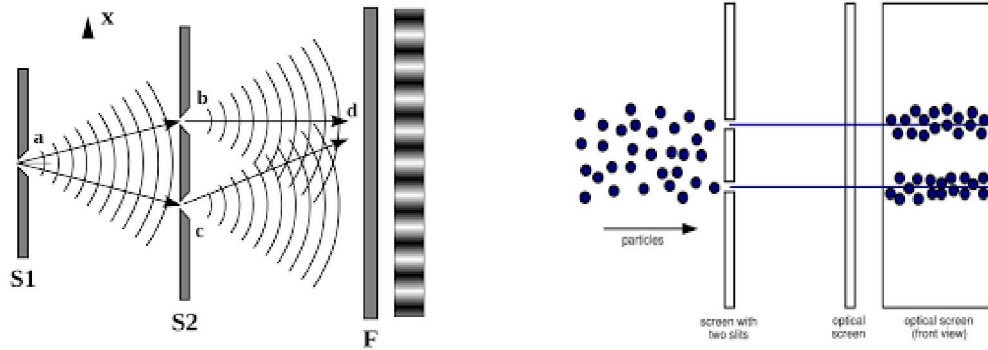 x
a
b
d
c
S1
S2
F
particles
screen with
two slits
optical
screen
optical screen
(front view)